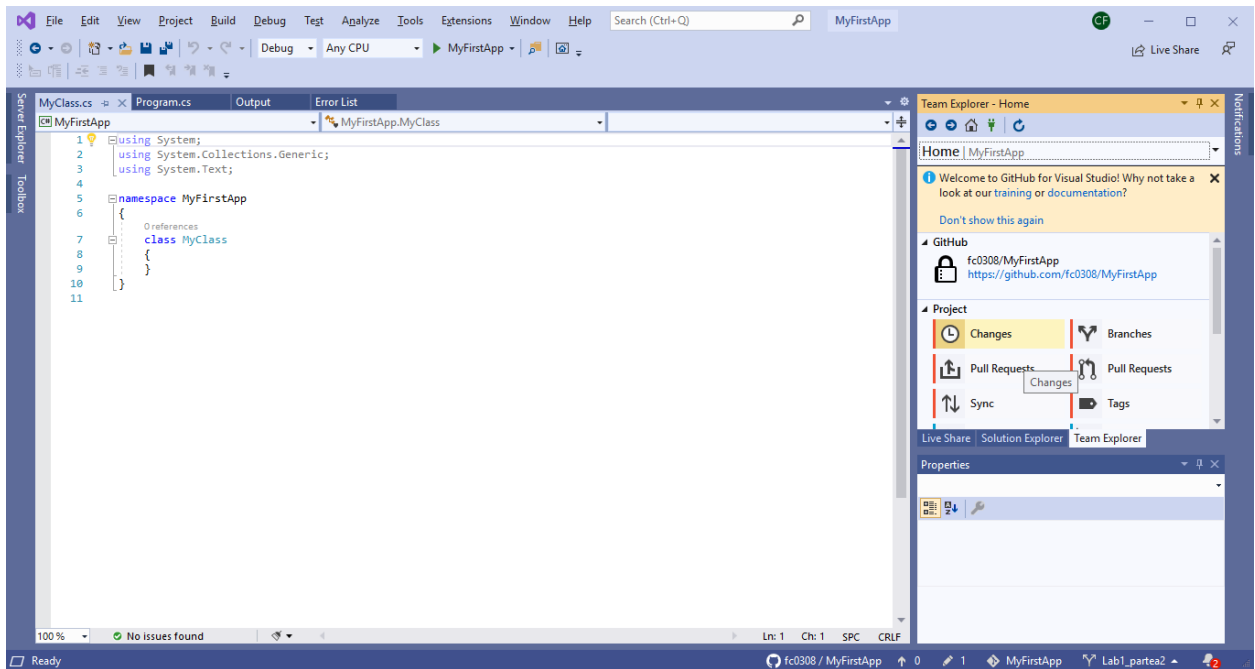 File Edit View Project Build Debug Test Analyze Tools Extensions Window Help Search (Ctrl+Q) MyFirstApp CF
Debug Any CPU MyFirstApp Live Share
Server Explorer
Toolbox
MyClass.cs Program.cs Output Error List
C# MyFirstApp MyFirstApp.MyClass
1 using System;
2 using System.Collections.Generic;
3 using System.Text;
4
5 namespace MyFirstApp
6 {
0 references
7 class MyClass
8 {
9 }
10 }
11
100 % No issues found Ln: 1 Ch: 1 SPC CRLF
Team Explorer - Home
Home | MyFirstApp
Welcome to GitHub for Visual Studio! Why not take a
look at our training or documentation?
Don't show this again
GitHub
fc0308/MyFirstApp
https://github.com/fc0308/MyFirstApp
Project
Changes Branches
Pull Requests Pull Requests
Changes
Sync Tags
Live Share Solution Explorer Team Explorer
Properties
Notifications
Ready fc0308 / MyFirstApp 0 1 MyFirstApp Lab1_partea2 2